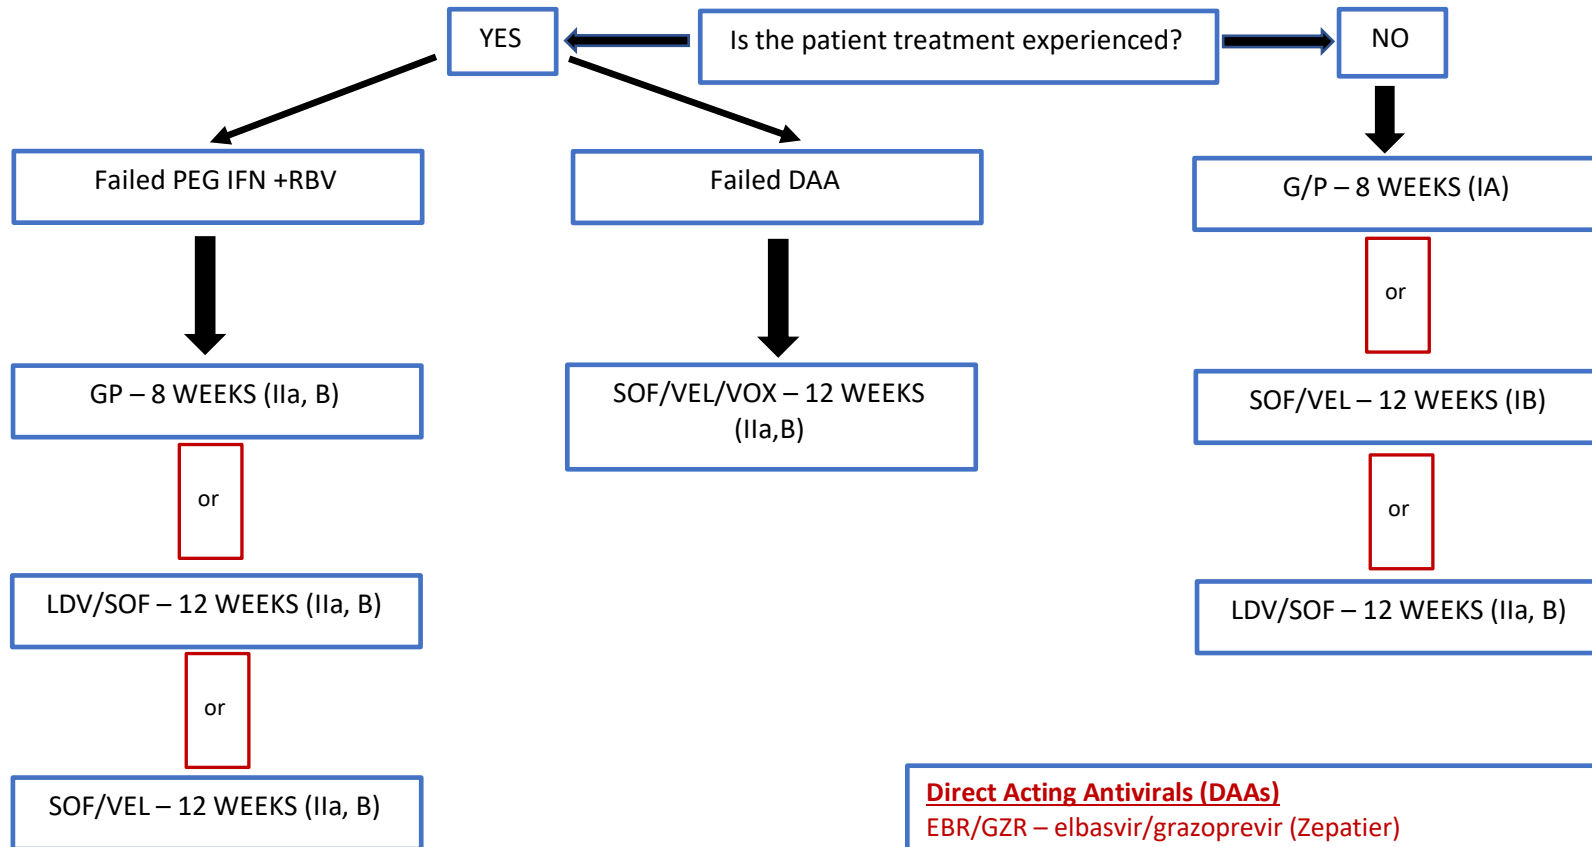 YES
Is the patient treatment experienced?
NO
Failed PEG IFN +RBV
Failed DAA
G/P – 8 WEEKS (IA)
or
GP – 8 WEEKS (IIa, B)
SOF/VEL/VOX – 12 WEEKS
(IIa,B)
SOF/VEL – 12 WEEKS (IB)
or
or
LDV/SOF – 12 WEEKS (IIa, B)
LDV/SOF – 12 WEEKS (IIa, B)
or
SOF/VEL – 12 WEEKS (IIa, B)
Direct Acting Antivirals (DAAs)
EBR/GZR – elbasvir/grazoprevir (Zepatier)